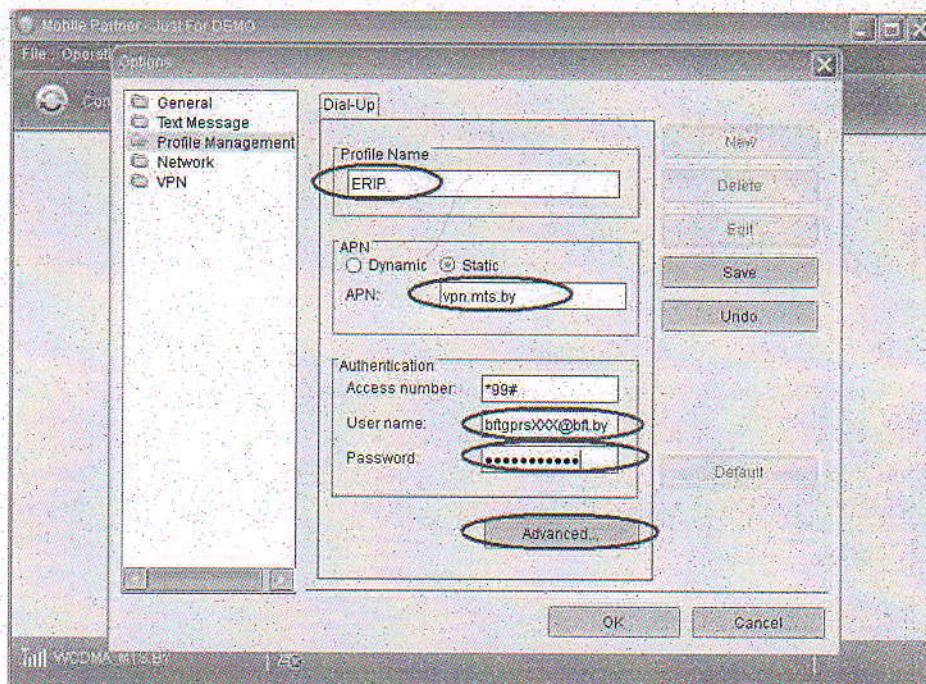 Mobile Partner - Just For DEMO
File Operati
Con
Options
General
Text Message
Profile Management
Network
VPN
Dial-Up
Profile Name
ERIP
APN
Dynamic Static
APN: vpn.mts.by
Authentication
Access number: *99#
User name: bftgprsXXX@bft.by
Password: •••••••••••
Advanced...
New
Delete
Edit
Save
Undo
Default
OK Cancel
WCDMA MTS.BY